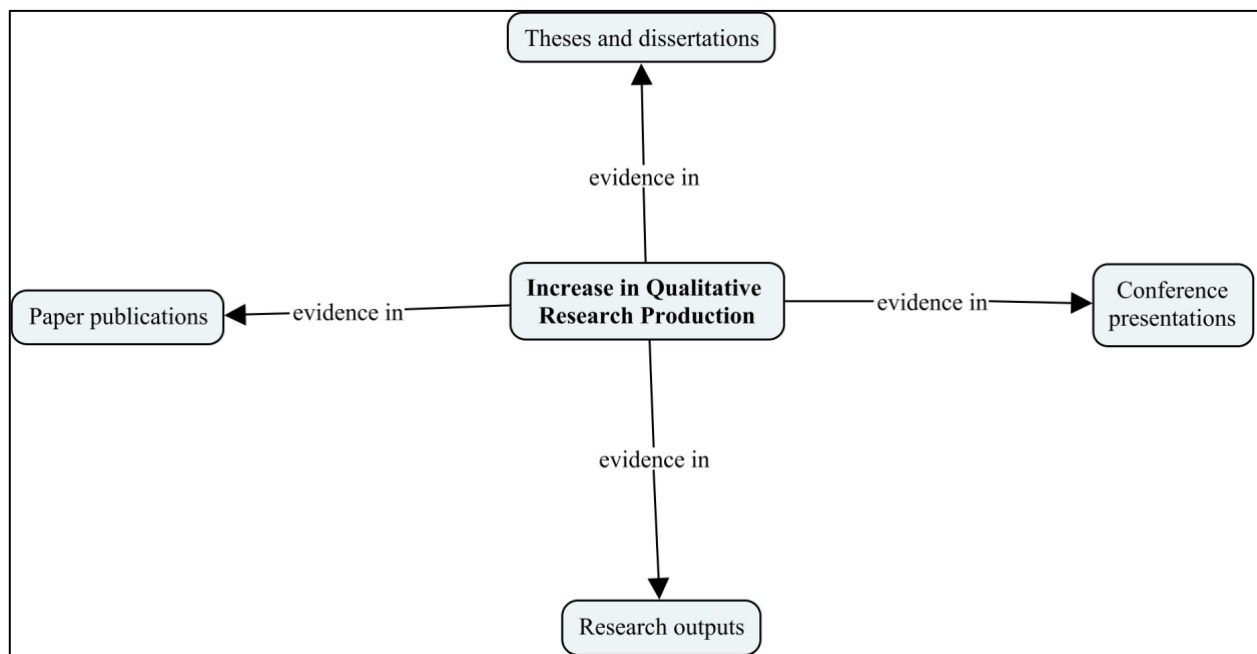 Theses and dissertations
evidence in
Increase in Qualitative
Research Production
evidence in
Paper publications
evidence in
Conference
presentations
evidence in
Research outputs